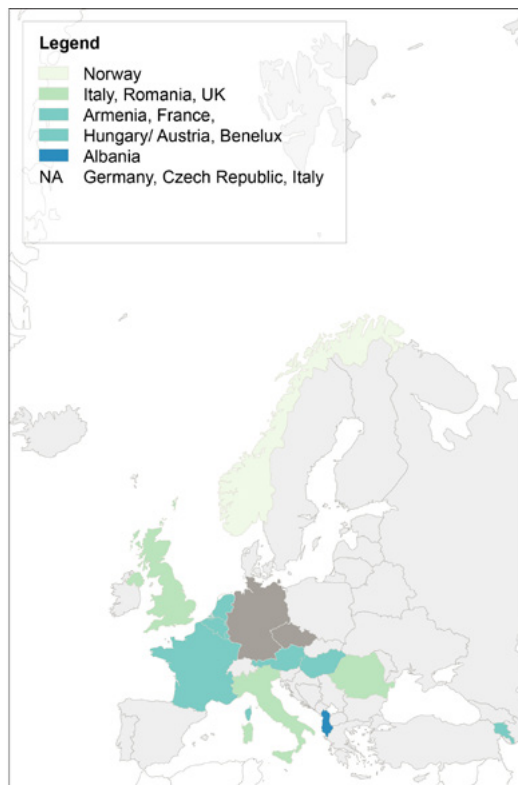 Legend
Norway
Italy, Romania, UK
Armenia, France,
Hungary/ Austria, Benelux
Albania
NA Germany, Czech Republic, Italy